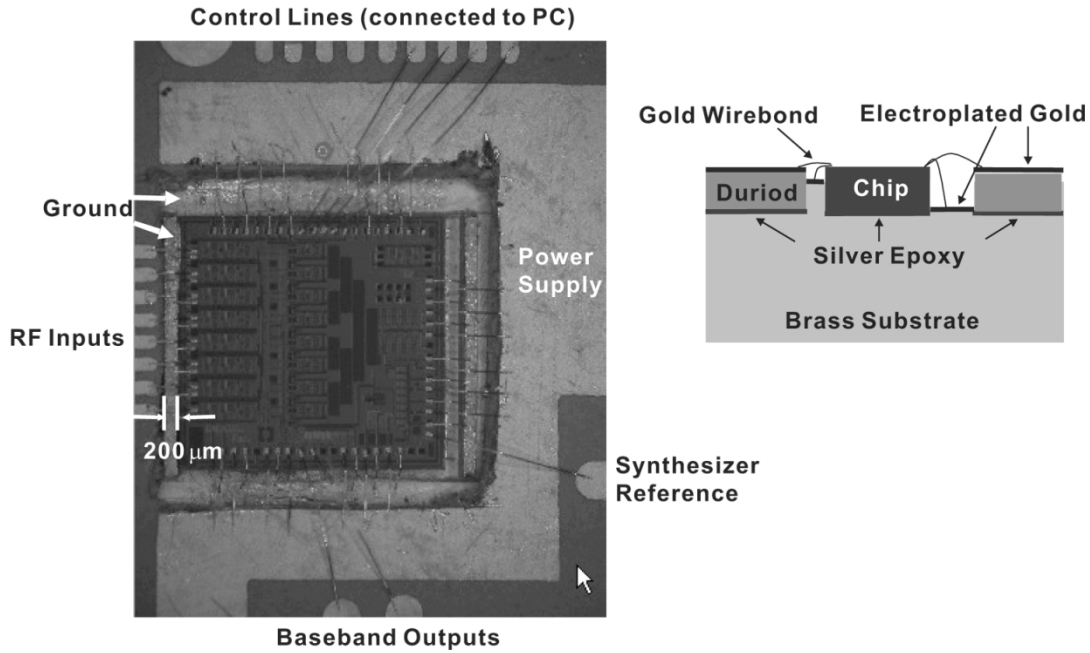 Control Lines (connected to PC)
Ground
RF Inputs
200 μm
Power
Supply
Synthesizer
Reference
Baseband Outputs
Gold Wirebond
Electroplated Gold
Duriod
Chip
Silver Epoxy
Brass Substrate